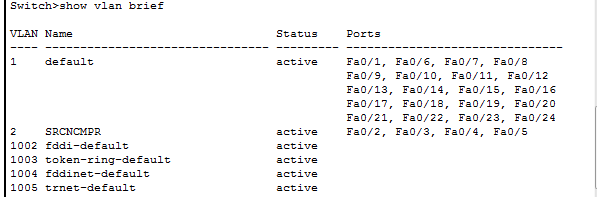 Switch>show vlan brief
VLAN Name                             Status    Ports
---- -------------------------------- --------- -------------------------------
1    default                          active    Fa0/1, Fa0/6, Fa0/7, Fa0/8
                                                Fa0/9, Fa0/10, Fa0/11, Fa0/12
                                                Fa0/13, Fa0/14, Fa0/15, Fa0/16
                                                Fa0/17, Fa0/18, Fa0/19, Fa0/20
                                                Fa0/21, Fa0/22, Fa0/23, Fa0/24
2    SRCNCMPR                         active    Fa0/2, Fa0/3, Fa0/4, Fa0/5
1002 fddi-default                     active
1003 token-ring-default               active
1004 fddinet-default                  active
1005 trnet-default                    active